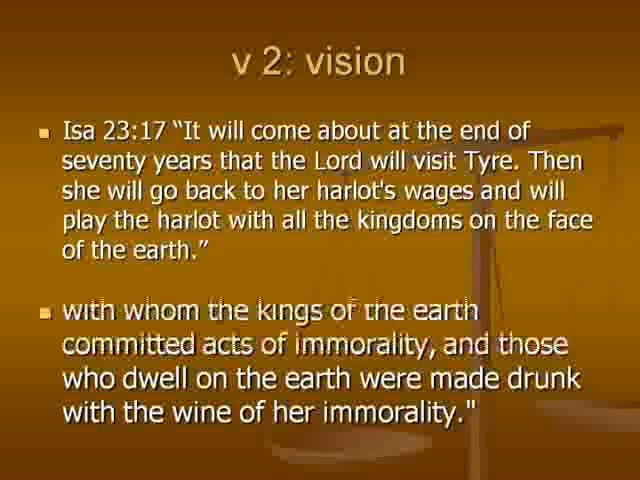 v 2: vision
Isa 23:17 “It will come about at the end of
seventy years that the Lord will visit Tyre. Then
she will go back to her harlot's wages and will
play the harlot with all the kingdoms on the face
of the earth.”
with whom the kings of the earth
committed acts of immorality, and those
who dwell on the earth were made drunk
with the wine of her immorality."